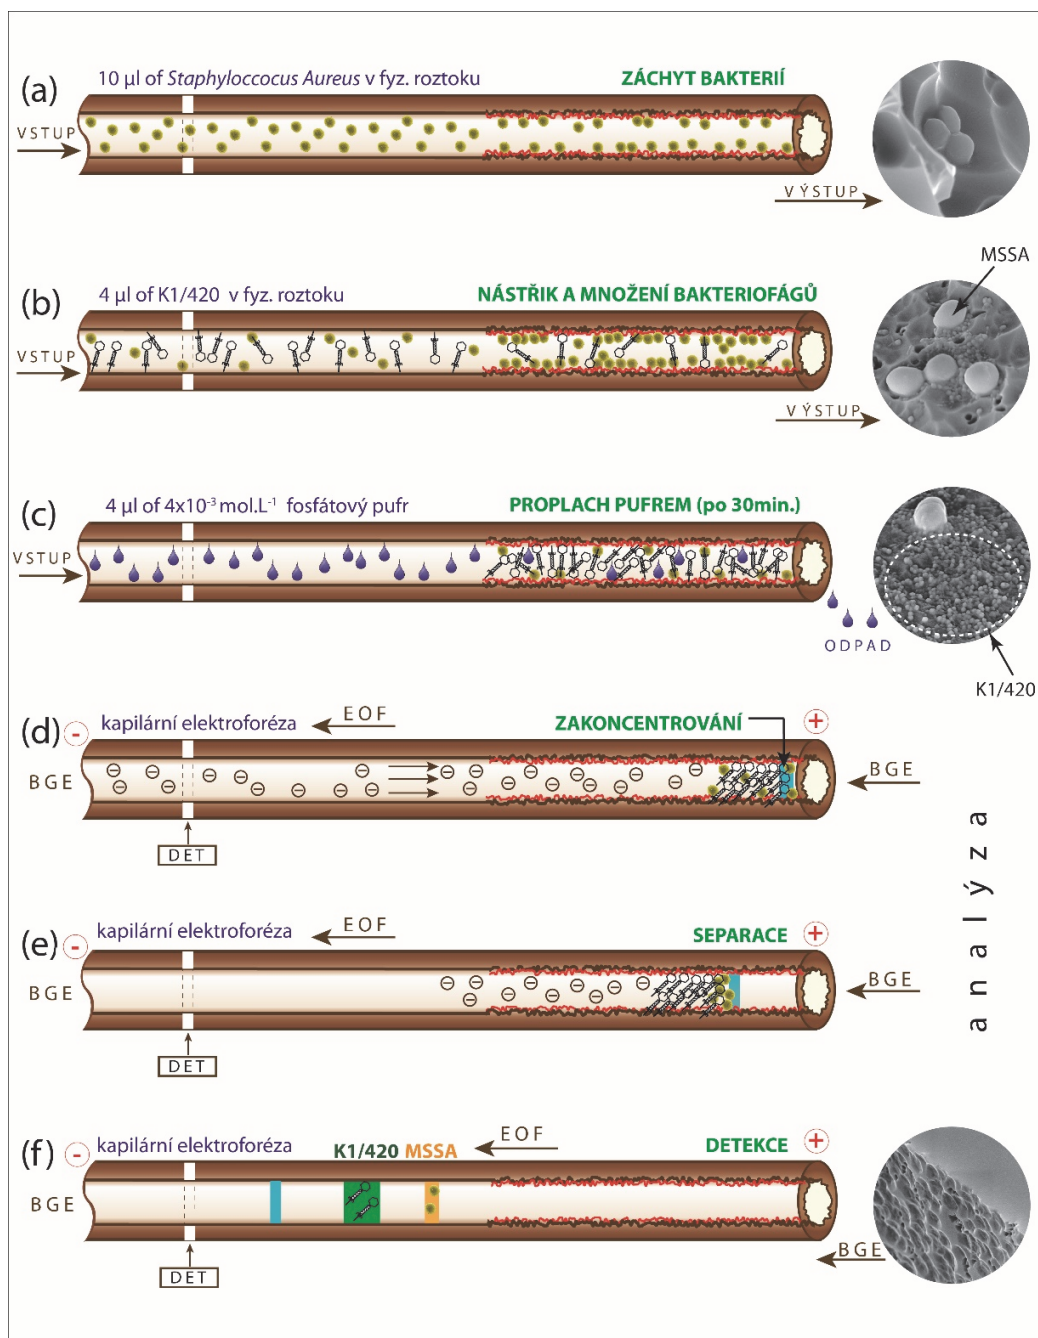 (a) 10 µl of Staphyloccocus Aureus v fyz. roztoku ZÁCHYT BAKTERIÍ
VSTUP
VÝSTUP
MSSA
(b) 4 µl of K1/420 v fyz. roztoku NÁSTŘIK A MNOŽENÍ BAKTERIOFÁGŮ
VSTUP
VÝSTUP
(c) 4 µl of 4x10⁻³ mol.L⁻¹ fosfátový pufr PROPLACH PUFREM (po 30min.)
VSTUP
ODPAD
K1/420
(d) - kapilární elektroforéza EOF ZAKONCENTROVÁNÍ +
BGE BGE
DET
(e) - kapilární elektroforéza EOF SEPARACE +
BGE BGE
DET
analýza
(f) - kapilární elektroforéza K1/420 MSSA EOF DETEKCE +
BGE
BGE
DET